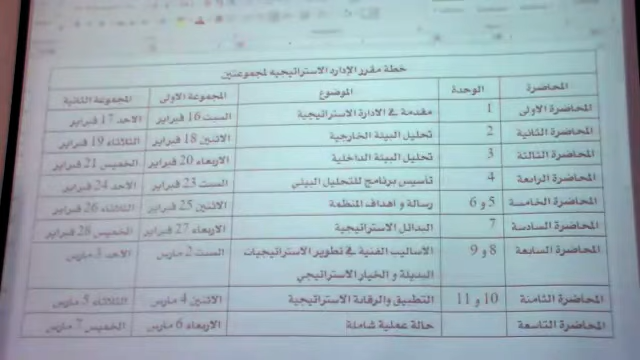 خطة مقرر الإدارة الاستراتيجية لمجموعتين
المحاضرة الوحدة الموضوع المجموعة الاولى المجموعة الثانية
المحاضرة الاولى 1 مقدمة في الادارة الاستراتيجية السبت 16 فبراير الاحد 17 فبراير
المحاضرة الثانية 2 تحليل البيئة الخارجية الاثنين 18 فبراير الثلاثاء 19 فبراير
المحاضرة الثالثة 3 تحليل البيئة الداخلية الاربعاء 20 فبراير الخميس 21 فبراير
المحاضرة الرابعة 4 تأسيس برنامج للتحليل البيئي السبت 23 فبراير الاحد 24 فبراير
المحاضرة الخامسة 5 و 6 رسالة و اهداف المنظمة الاثنين 25 فبراير الثلاثاء 26 فبراير
المحاضرة السادسة 7 البدائل الاستراتيجية الاربعاء 27 فبراير الخميس 28 فبراير
المحاضرة السابعة 8 و 9 الاساليب الفنية في تطوير الاستراتيجيات السبت 2 مارس الاحد 3 مارس
البديلة و الخيار الاستراتيجي
المحاضرة الثامنة 10 و 11 التطبيق والرقابة الاستراتيجية الاثنين 4 مارس الثلاثاء 5 مارس
المحاضرة التاسعة حالة عملية شاملة الاربعاء 6 مارس الخميس 7 مارس